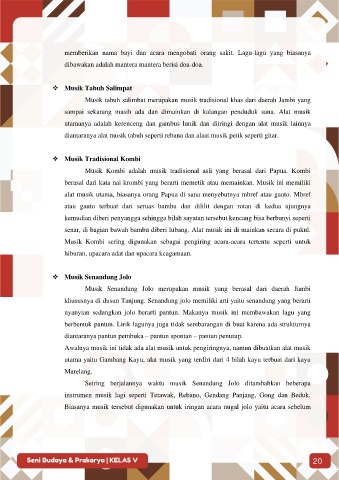 memberikan nama bayi dan acara mengobati orang sakit. Lagu-lagu yang biasanya
dibawakan adalah mantera mantera berisi doa-doa.
❖ Musik Tabuh Salimpat
Musik tabuh salimbat merupakan musik tradisional khas dari daerah Jambi yang
sampai sekarang masih ada dan dimainkan di kalangan penduduk sana. Alat musik
utamanya adalah kerenceng dan gambus lunik dan diiringi dengan alat musik lainnya
diantaranya alat musik tabuh seperti rebana dan alaat musik petik seperti gitar.
❖ Musik Tradisional Kombi
Musik Kombi adalah musik tradisional asli yang berasal dari Papua. Kombi
berasal dari kata nai krombi yang berarti memetik atau memainkan. Musik ini memiliki
alat musik utama, biasanya orang Papua di sana menyebutnya mbref atau gauto. Mbref
atau gauto terbuat dari seruas bambu dan dililit dengan rotan di kedua ujungnya
kemudian diberi penyangga sehingga bilah sayatan tersebut kencang bisa berbunyi seperti
senar, di bagian bawah bambu diberi lubang. Alat musik ini di mainkan secara di pukul.
Musik Kombi sering digunakan sebagai pengiring acara-acara tertentu seperti untuk
hiburan, upacara adat dan upacara keagamaan.
❖ Musik Senandung Jolo
Musik Senandung Jolo merupakan musik yang berasal dari daerah Jambi
khususnya di dusun Tanjung. Senandung jolo memiliki arti yaitu senandung yang berarti
nyanyian sedangkan jolo berarti pantun. Makanya musik ini membawakan lagu yang
berbentuk pantun. Lirik lagunya juga tidak sembarangan di buat karena ada strukturnya
diantaranya pantun pembuka – pantun spontan – pantun penutup.
Awalnya musik ini tidak ada alat musik untuk pengiringnya, namun dibuatkan alat musik
utama yaitu Gambang Kayu, alat musik yang terdiri dari 4 bilah kayu terbuat dari kayu
Marelang.
Seiring berjalannya waktu musik Senandung Jolo ditambahkan beberapa
instrumen musik lagi seperti Tetawak, Rebano, Gendang Panjang, Gong dan Beduk.
Biasanya musik tersebut digunakan untuk iringan acara nugal jolo yaitu acara sebelum
Seni Budaya & Prakarya | KELAS V
20